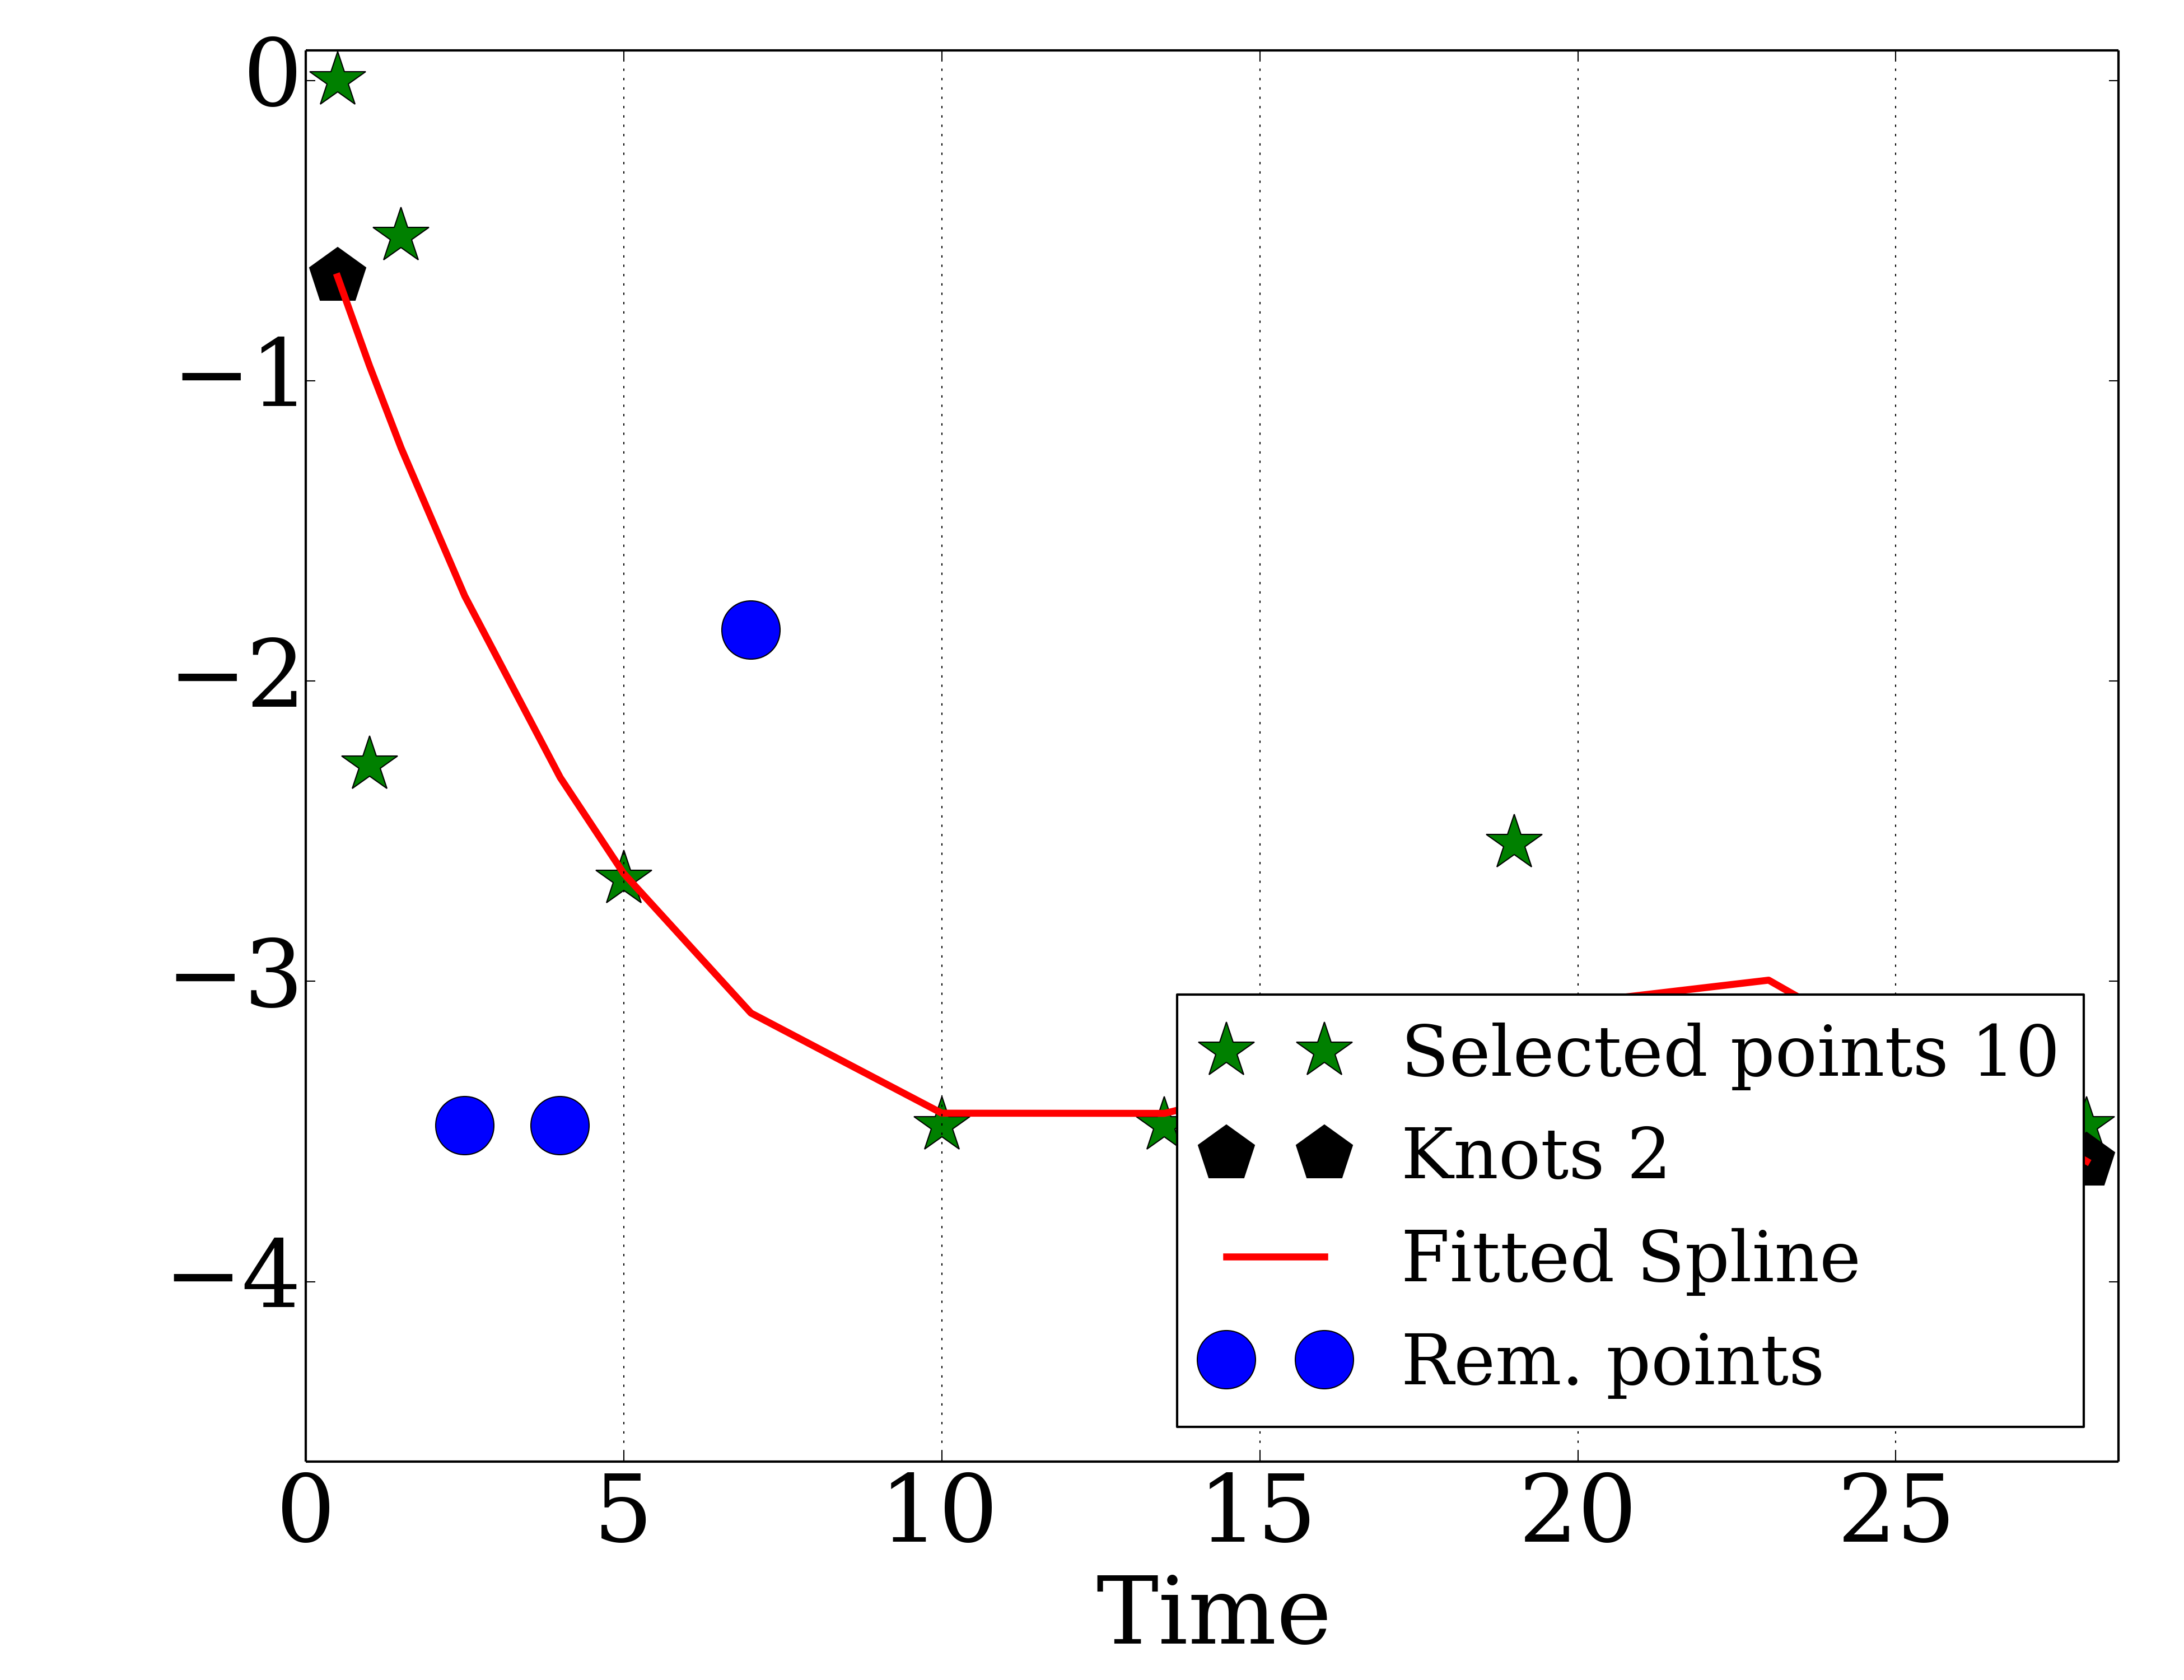 0
−1
−2
−3
−4
Selected points 10
Knots 2
Fitted Spline
Rem. points
0 5 10 15 20 25
Time